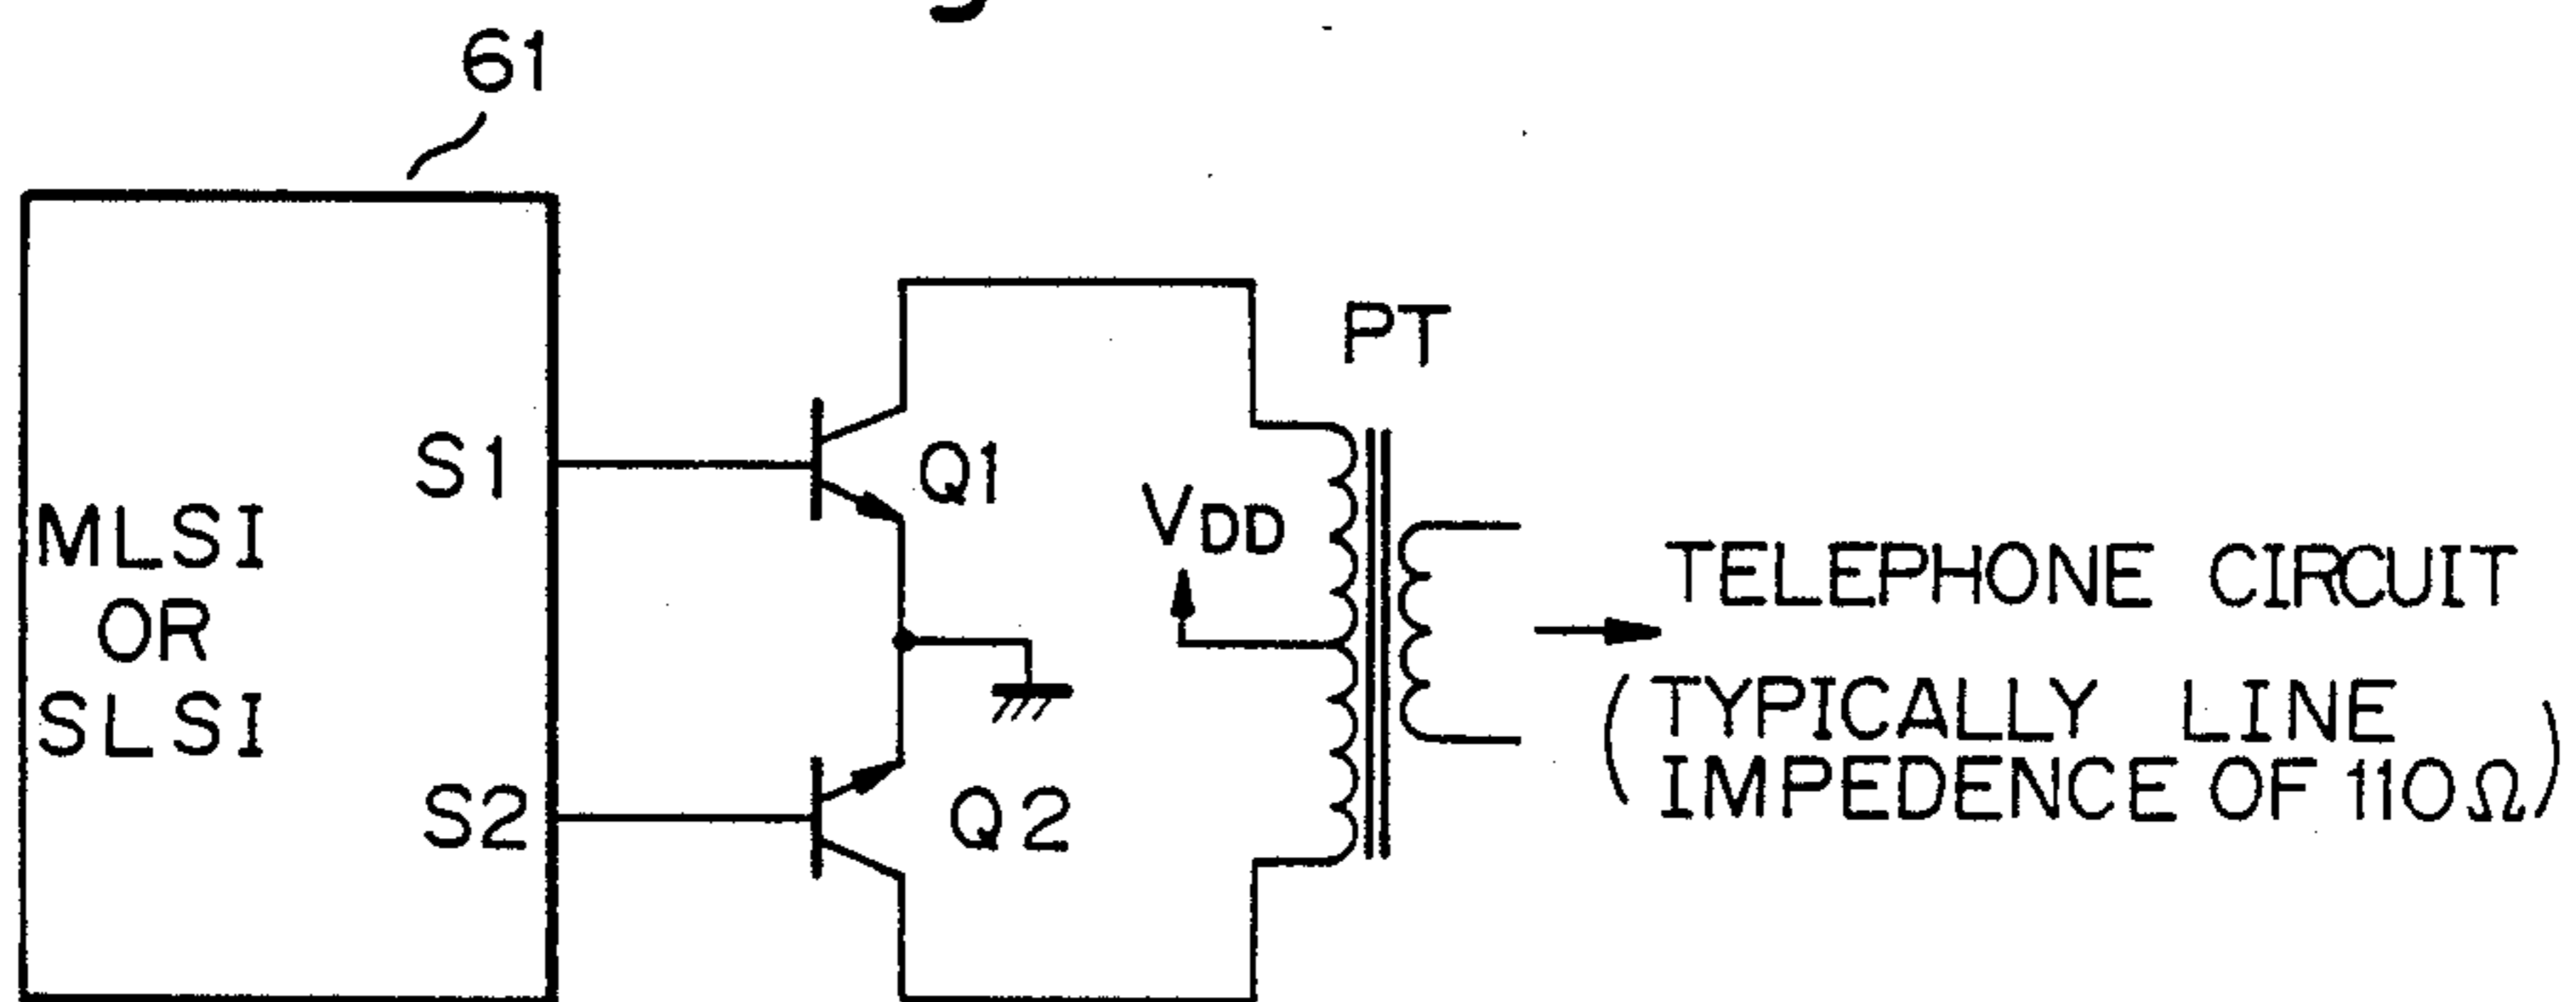 61
MLSI
OR
SLSI
S1
S2
Q1
Q2
VDD
PT
TELEPHONE CIRCUIT
(TYPICALLY LINE
IMPEDENCE OF 110Ω)